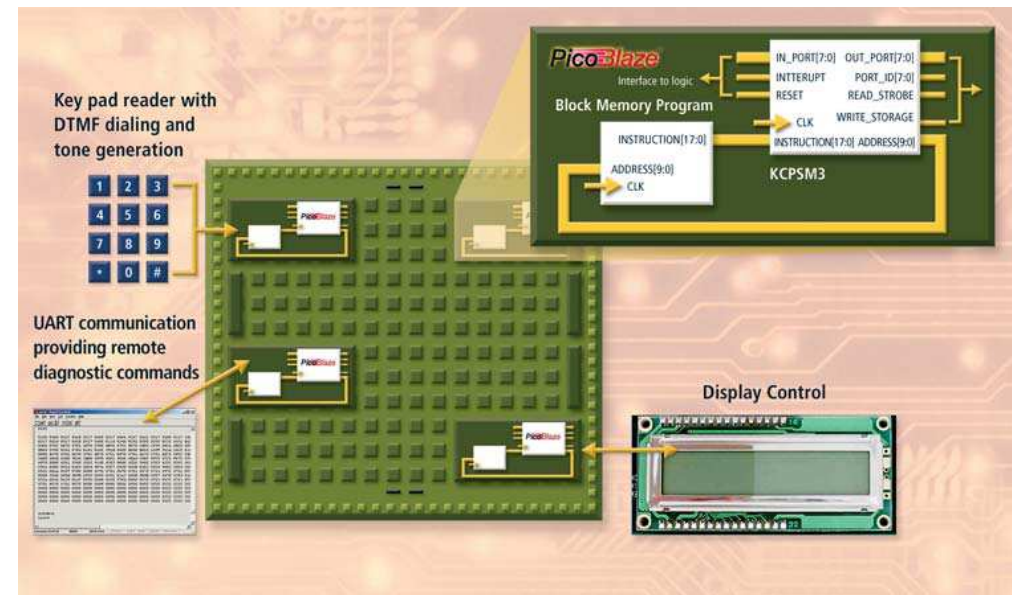 PicoBlaze
Interface to logic
Block Memory Program
INSTRUCTION[17:0]
ADDRESS[9:0]
CLK
IN_PORT[7:0] OUT_PORT[7:0]
INTTERUPT PORT_ID[7:0]
RESET READ_STROBE
WRITE_STORAGE
CLK
INSTRUCTION[17:0] ADDRESS[9:0]
KCPSM3
Key pad reader with
DTMF dialing and
tone generation
1 2 3
4 5 6
7 8 9
* 0 #
PicoBlaze
UART communication
providing remote
diagnostic commands
PicoBlaze
Display Control
PicoBlaze